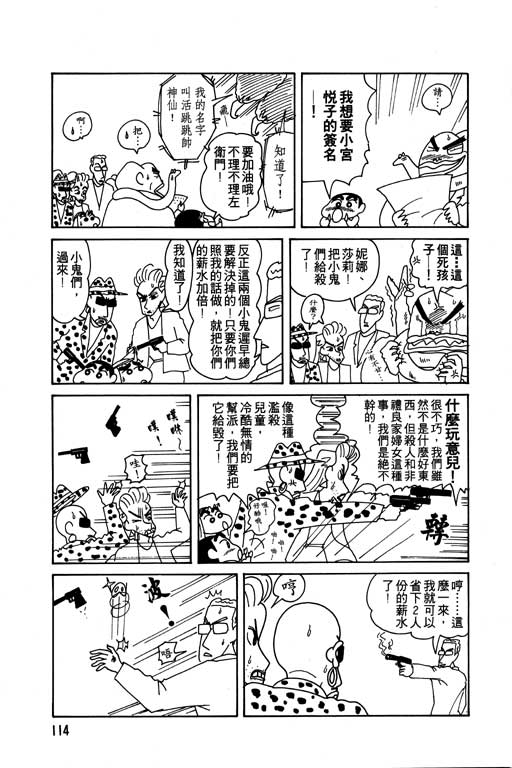 請…
我想要小宮
悅子的簽名
—！
知道了！
要加油哦！
不理不理左
衛門！
我的名字
叫活跳跳帥
神仙！
把…
啊…
這…這
個死孩
子！
妮娜、
莎莉！
把小鬼
們給殺
了！
什麼？
反正這兩個小鬼遲早總
要解決掉的！只要你們
照我的話做，就把你們
的薪水加倍！
我知道了！
小鬼們，
過來！
什麼玩意兒！
很不巧，我們雖
然不是什麼好東
西，但殺人和非
禮良家婦女這種
事，我們是絕不
幹的！
像這種
濫殺
兒童，
冷酷無情的
幫派，我們要把
它給毀了！
噗咻~
噗！
哇！
哼……這
麼一來，
我就可以
省下2人
份的薪水
了！
哼
波！
114